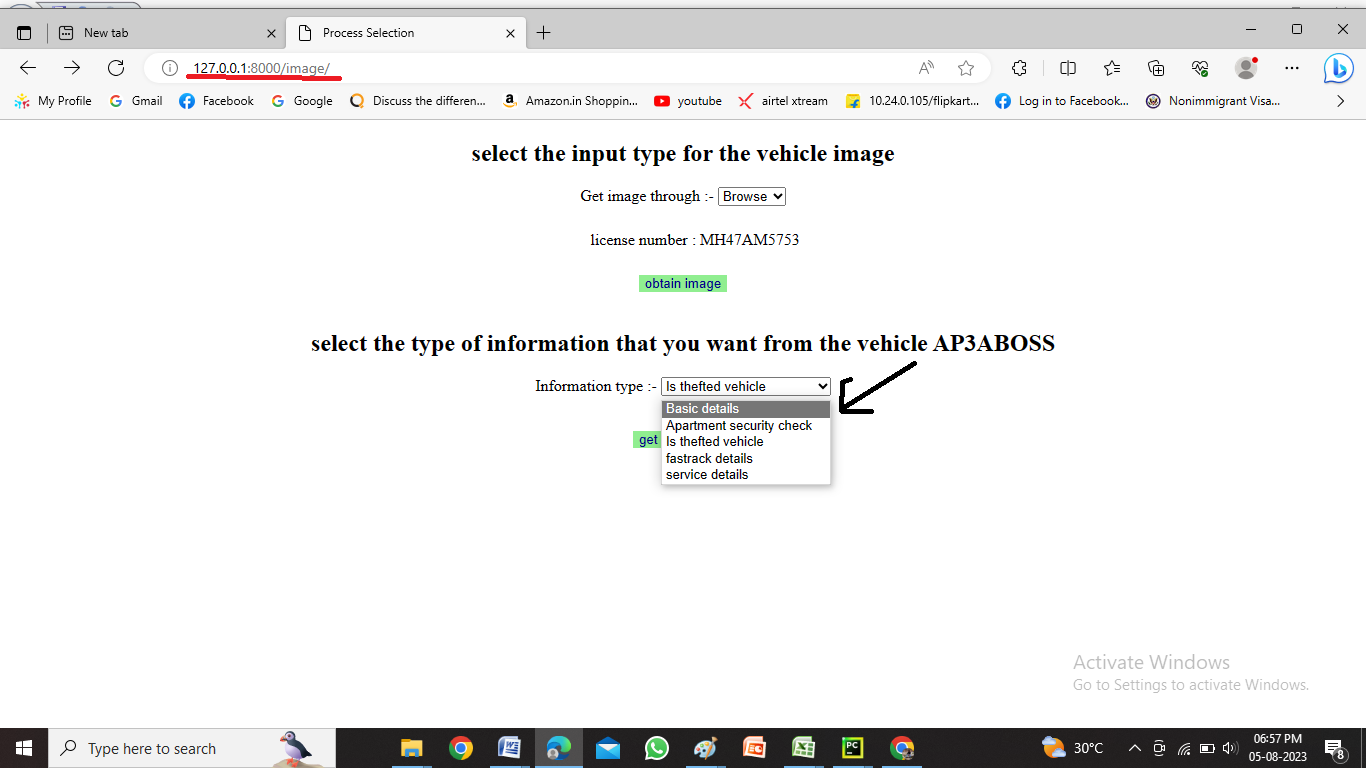 New tab
Process Selection
127.0.0.1:8000/image/
My Profile
Gmail
Facebook
Google
Discuss the differen...
Amazon.in Shoppin...
youtube
airtel xtream
10.24.0.105/flipkart...
Log in to Facebook...
Nonimmigrant Visa...
select the input type for the vehicle image
Get image through :- Browse
license number : MH47AM5753
obtain image
select the type of information that you want from the vehicle AP3ABOSS
Information type :- Is thefted vehicle
Basic details
Apartment security check
get Is thefted vehicle
fastrack details
service details
Activate Windows
Go to Settings to activate Windows.
Type here to search
30°C
06:57 PM
05-08-2023
8